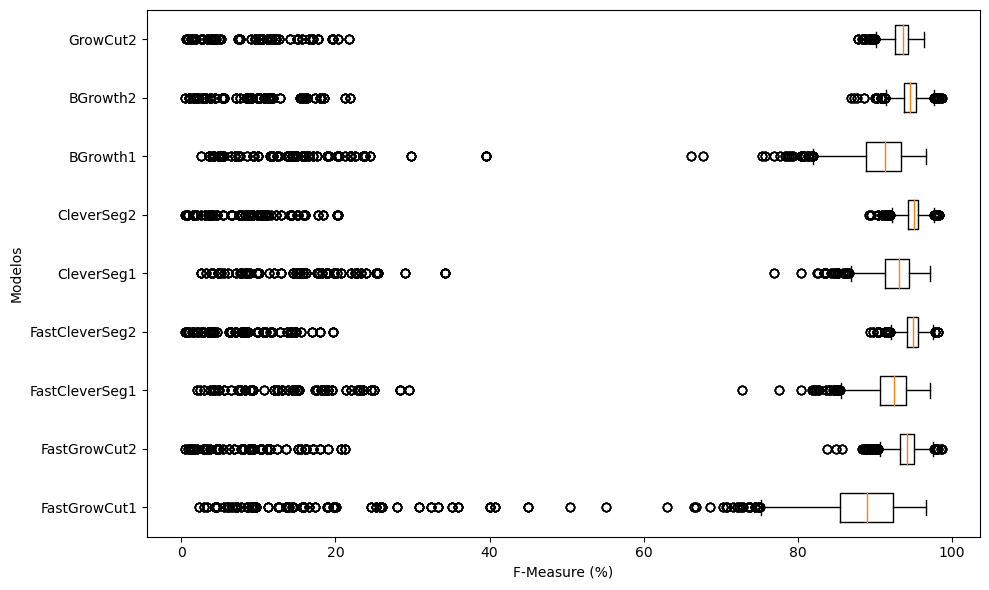 Modelos
GrowCut2
BGrowth2
BGrowth1
CleverSeg2
CleverSeg1
FastCleverSeg2
FastCleverSeg1
FastGrowCut2
FastGrowCut1
0 20 40 60 80 100
F-Measure (%)